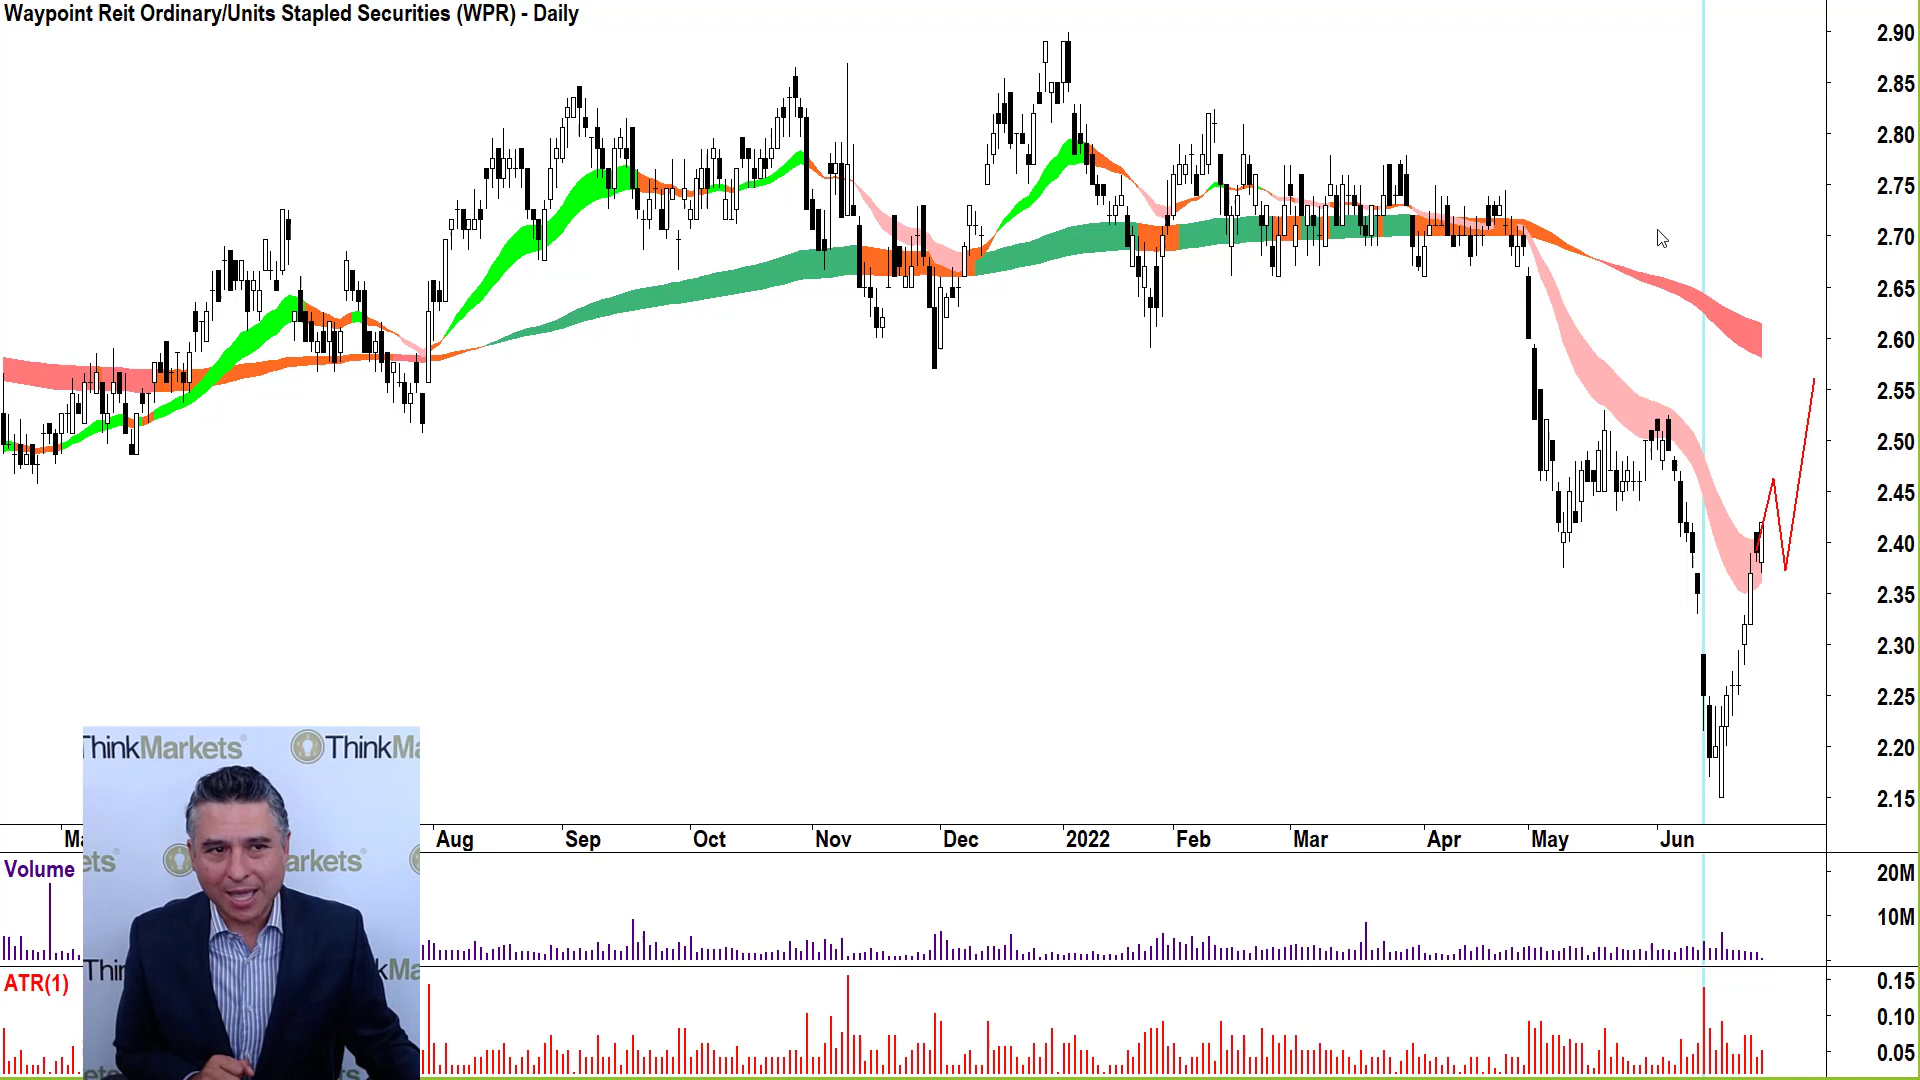 Waypoint Reit Ordinary/Units Stapled Securities (WPR) - Daily
2.90
2.85
2.80
2.75
2.70
2.65
2.60
2.55
2.50
2.45
2.40
2.35
2.30
2.25
2.20
2.15
Aug Sep Oct Nov Dec 2022 Feb Mar Apr May Jun
Volume
20M
10M
ATR(1)
0.15
0.10
0.05
ThinkMarkets